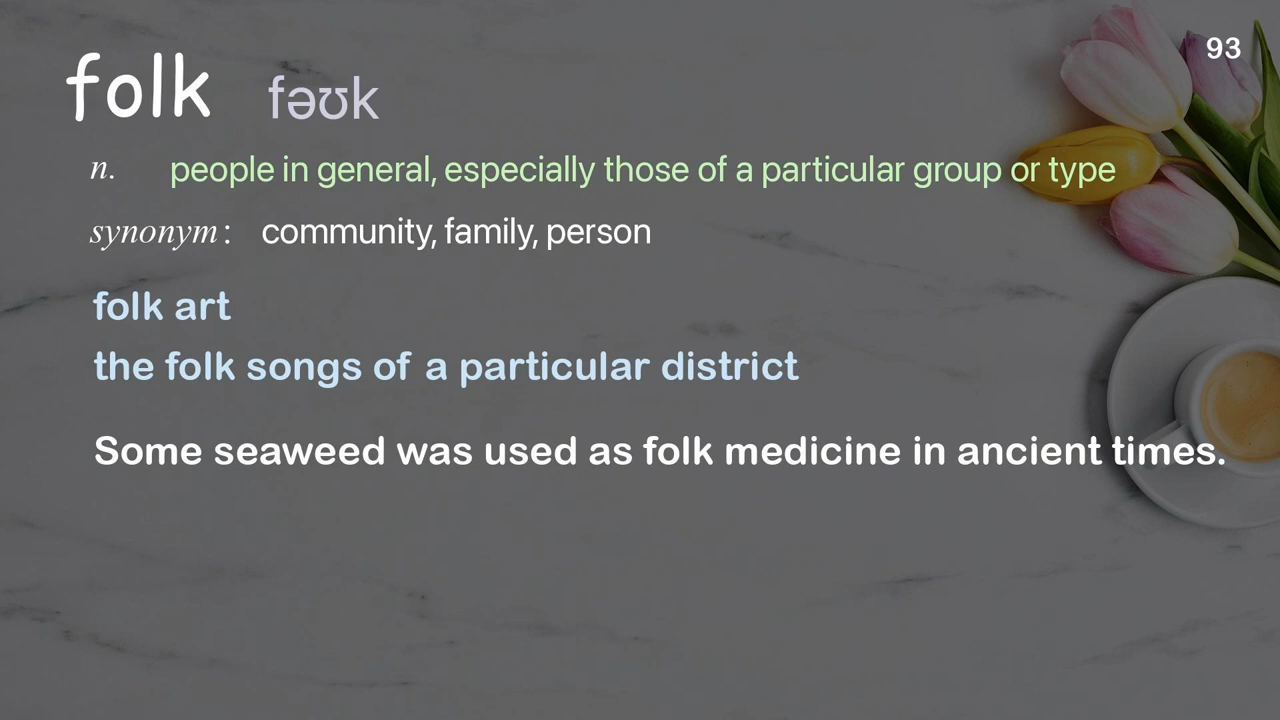 93
folk fəʊk
n. people in general, especially those of a particular group or type
synonym: community, family, person
folk art
the folk songs of a particular district
Some seaweed was used as folk medicine in ancient times.